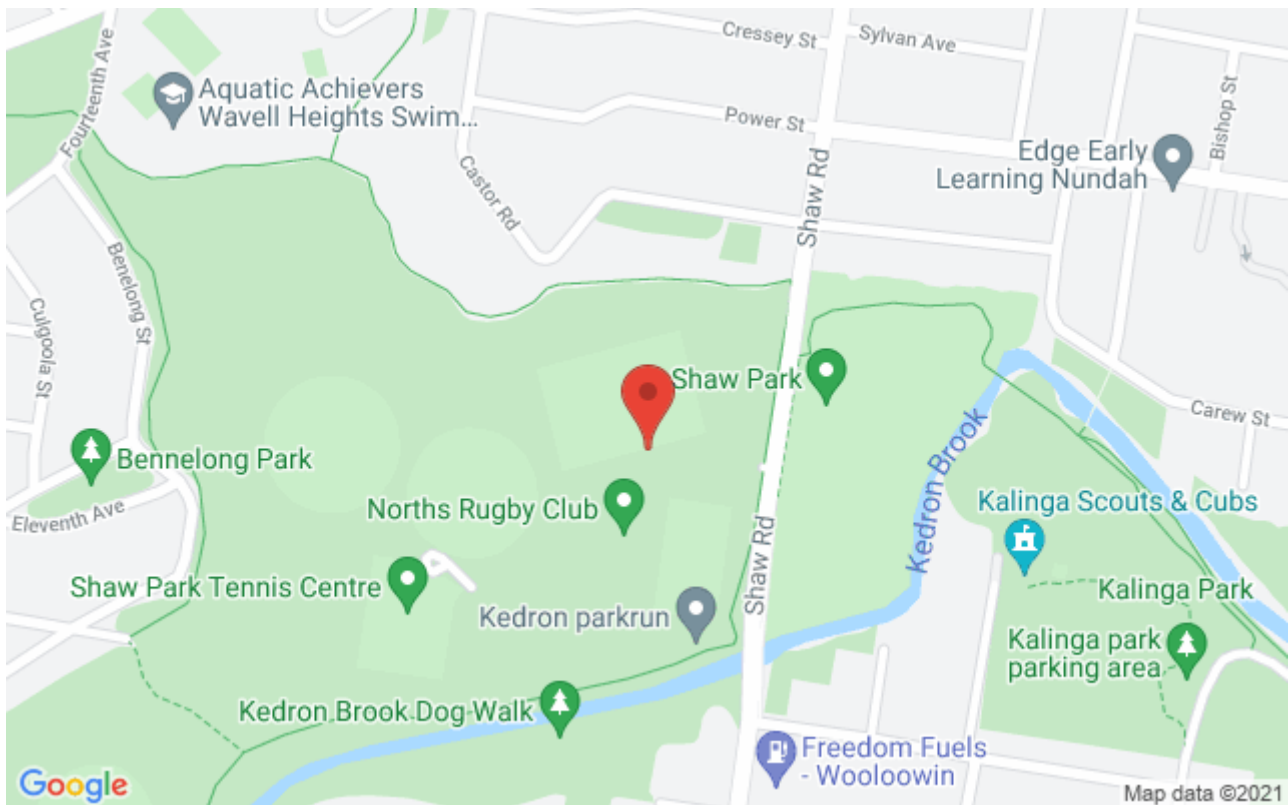 Cressey St
Sylvan Ave
Fourteenth Ave
Aquatic Achievers
Wavell Heights Swim...
Power St
Bishop St
Edge Early
Learning Nundah
Castor Rd
Shaw Rd
Benelong St
Culgoola St
Shaw Park
Carew St
Bennelong Park
Kedron Brook
Norths Rugby Club
Kalinga Scouts & Cubs
Eleventh Ave
Shaw Park Tennis Centre
Shaw Rd
Kalinga Park
Kedron parkrun
Kalinga park
parking area
Kedron Brook Dog Walk
Freedom Fuels
- Wooloowin
Google
Map data ©2021